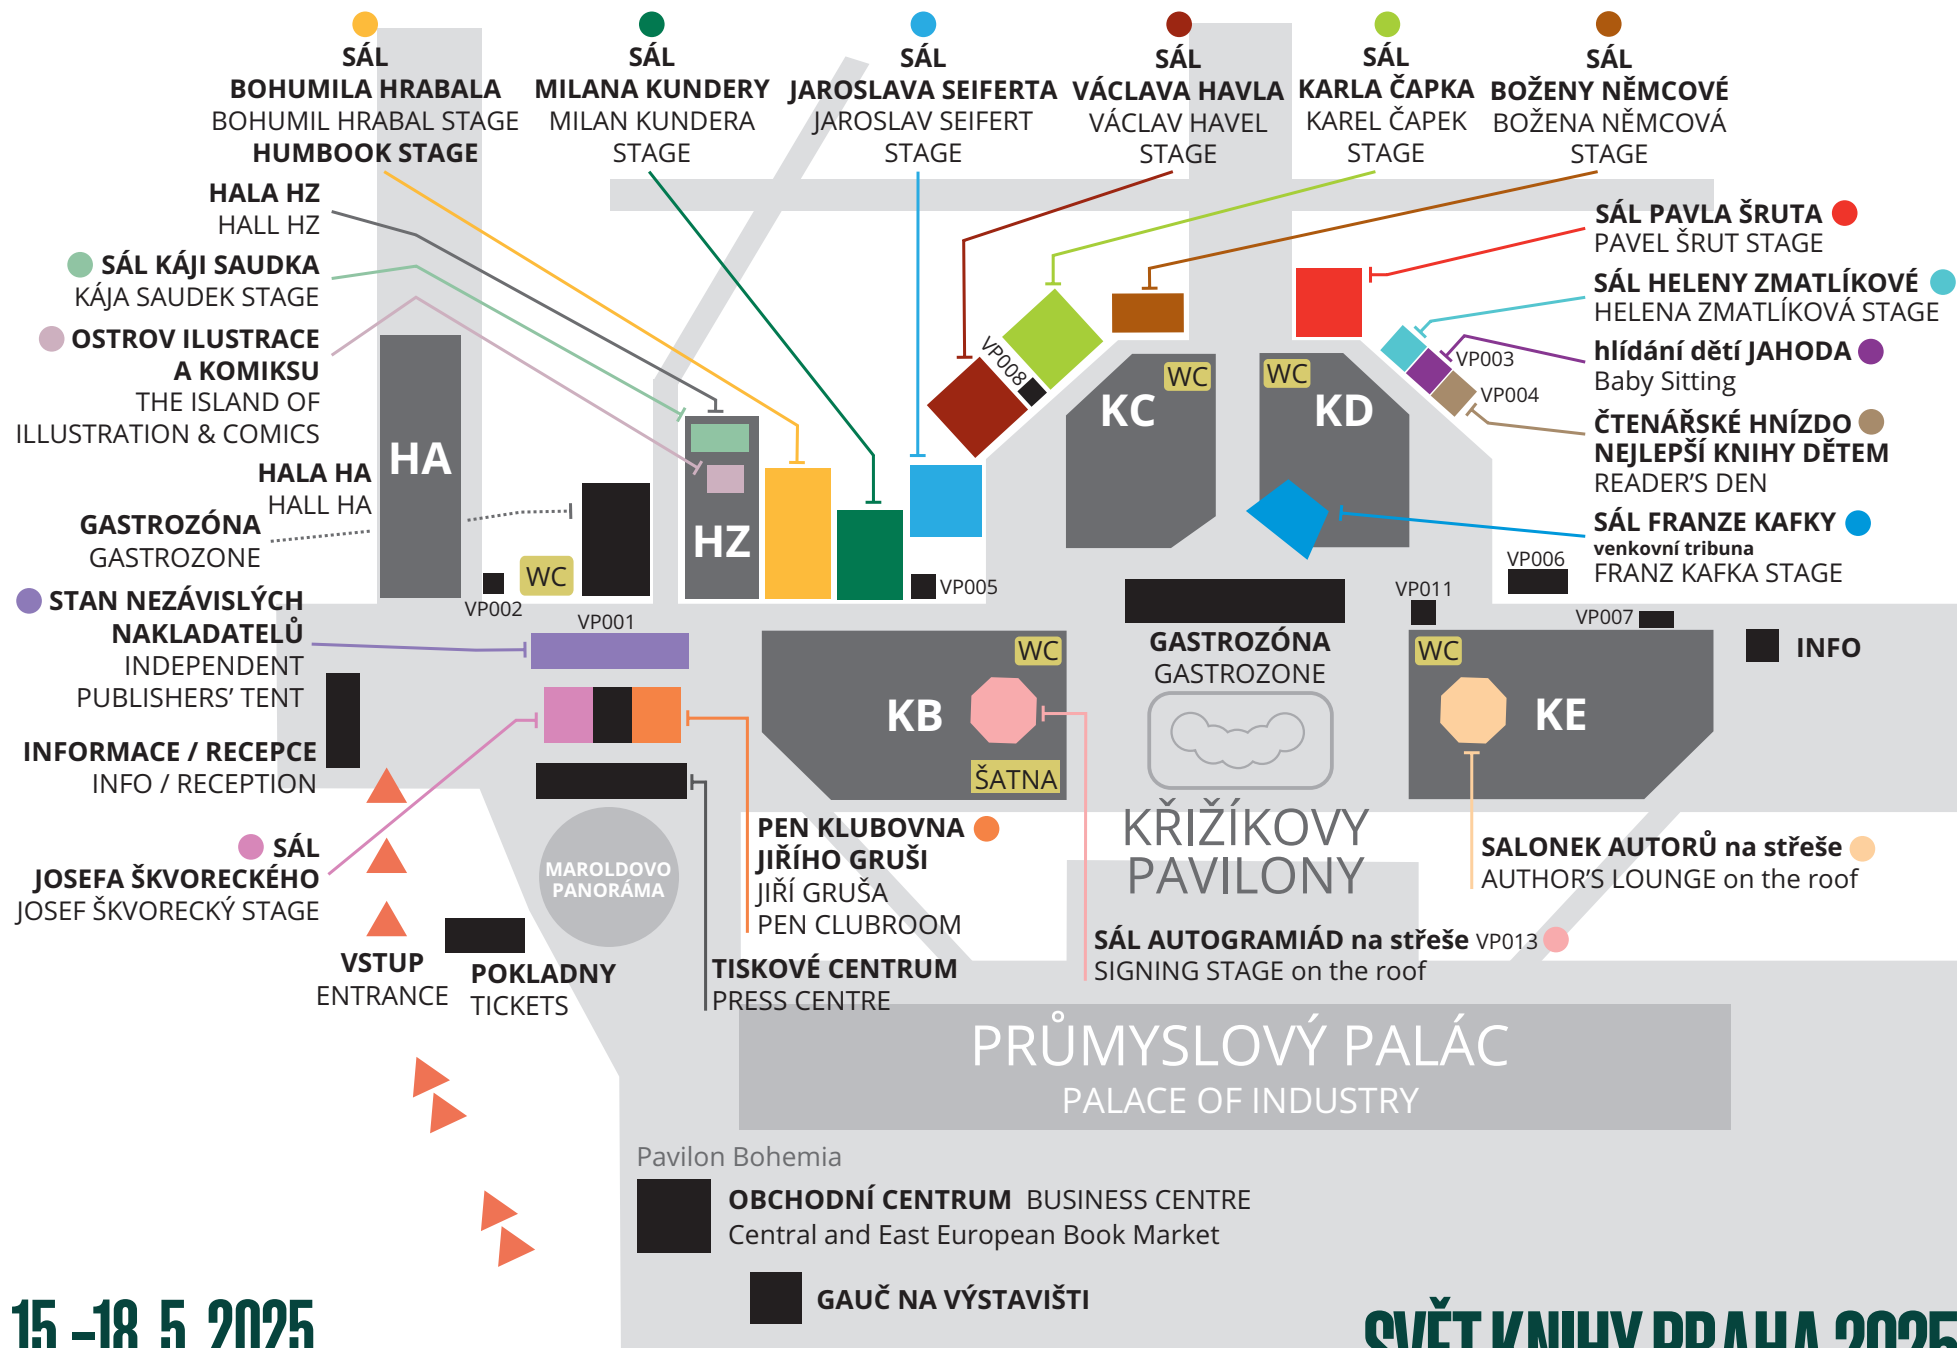 SÁL
BOHUMILA HRABALA
BOHUMIL HRABAL STAGE
HUMBOOK STAGE
SÁL
MILANA KUNDERY
MILAN KUNDERA
STAGE
SÁL
JAROSLAVA SEIFERTA
JAROSLAV SEIFERT
STAGE
SÁL
VÁCLAVA HAVLA
VÁCLAV HAVEL
STAGE
SÁL
KARLA ČAPKA
KAREL ČAPEK
STAGE
SÁL
BOŽENY NĚMCOVÉ
BOŽENA NĚMCOVÁ
STAGE
HALA HZ
HALL HZ
SÁL KÁJI SAUDKA
KÁJA SAUDEK STAGE
OSTROV ILUSTRACE
A KOMIKSU
THE ISLAND OF
ILLUSTRATION & COMICS
HALA HA
HALL HA
GASTROZÓNA
GASTROZONE
STAN NEZÁVISLÝCH
NAKLADATELŮ
INDEPENDENT
PUBLISHERS’ TENT
INFORMACE / RECEPCE
INFO / RECEPTION
SÁL
JOSEFA ŠKVORECKÉHO
JOSEF ŠKVORECKÝ STAGE
VSTUP
ENTRANCE
POKLADNY
TICKETS
SÁL PAVLA ŠRUTA
PAVEL ŠRUT STAGE
SÁL HELENY ZMATLÍKOVÉ
HELENA ZMATLÍKOVÁ STAGE
hlídání dětí JAHODA
Baby Sitting
ČTENÁŘSKÉ HNÍZDO
NEJLEPŠÍ KNIHY DĚTEM
READER’S DEN
SÁL FRANZE KAFKY
venkovní tribuna
FRANZ KAFKA STAGE
VP003
VP004
VP008
HA
HZ
KC
WC
KD
WC
WC
VP002
VP001
VP005
VP006
VP011
VP007
INFO
GASTROZÓNA
GASTROZONE
KB
WC
ŠATNA
KE
WC
KŘIŽÍKOVY
PAVILONY
MAROLDOVO
PANORÁMA
PEN KLUBOVNA
JIŘÍHO GRUŠI
JIŘÍ GRUŠA
PEN CLUBROOM
TISKOVÉ CENTRUM
PRESS CENTRE
SALONEK AUTORŮ na střeše
AUTHOR’S LOUNGE on the roof
SÁL AUTOGRAMIÁD na střeše VP013
SIGNING STAGE on the roof
PRŮMYSLOVÝ PALÁC
PALACE OF INDUSTRY
Pavilon Bohemia
OBCHODNÍ CENTRUM BUSINESS CENTRE
Central and East European Book Market
GAUČ NA VÝSTAVIŠTI
15.–18. 5. 2025
SVĚT KNIHY PRAHA 2025